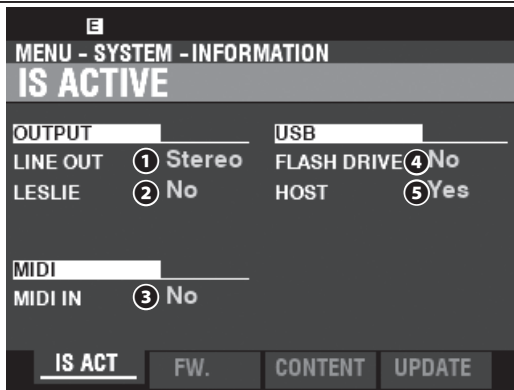 E
MENU - SYSTEM - INFORMATION
IS ACTIVE
OUTPUT
LINE OUT 1 Stereo
LESLIE 2 No
USB
FLASH DRIVE 4 No
HOST 5 Yes
MIDI
MIDI IN 3 No
IS ACT FW. CONTENT UPDATE